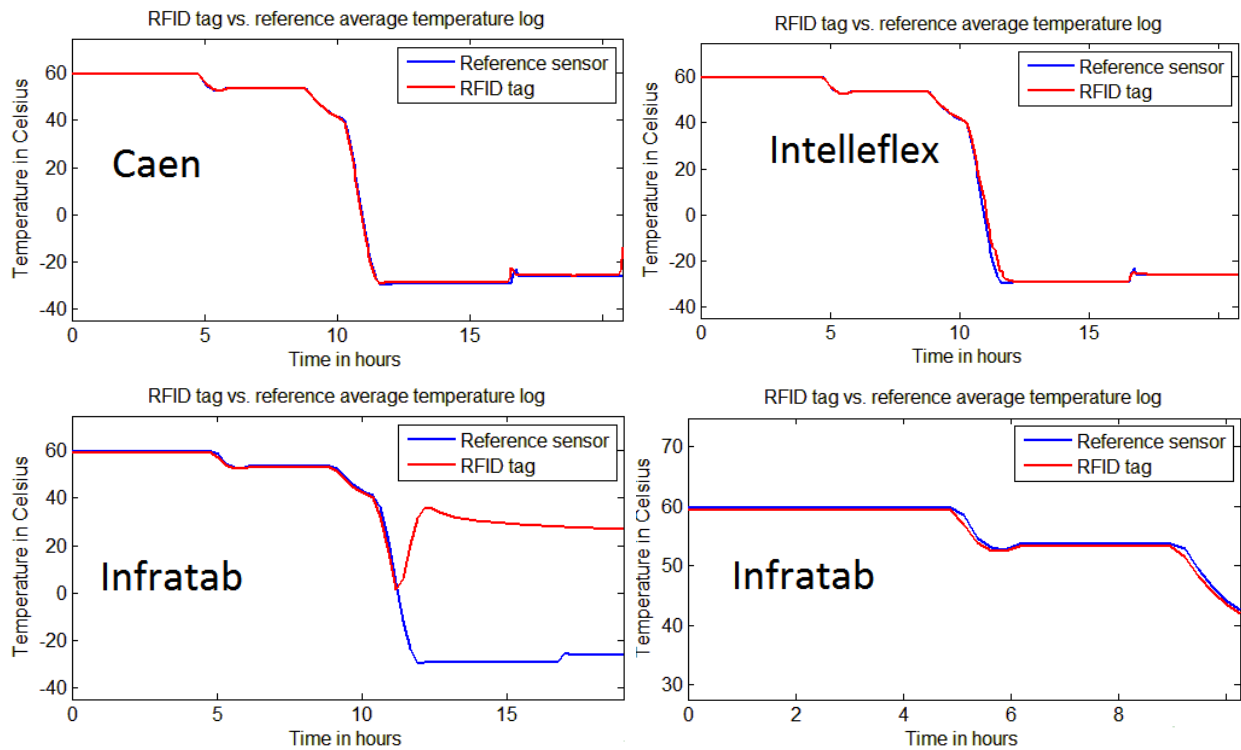 RFID tag vs. reference average temperature log
Temperature in Celsius
60
40
20
0
-20
-40
Reference sensor
RFID tag
Caen
0
5
10
15
Time in hours
RFID tag vs. reference average temperature log
Temperature in Celsius
60
40
20
0
-20
-40
Reference sensor
RFID tag
Intelleflex
0
5
10
15
Time in hours
RFID tag vs. reference average temperature log
Temperature in Celsius
60
40
20
0
-20
-40
Reference sensor
RFID tag
Infratab
0
5
10
15
Time in hours
RFID tag vs. reference average temperature log
Temperature in Celsius
70
60
50
40
30
Reference sensor
RFID tag
Infratab
0
2
4
6
8
Time in hours